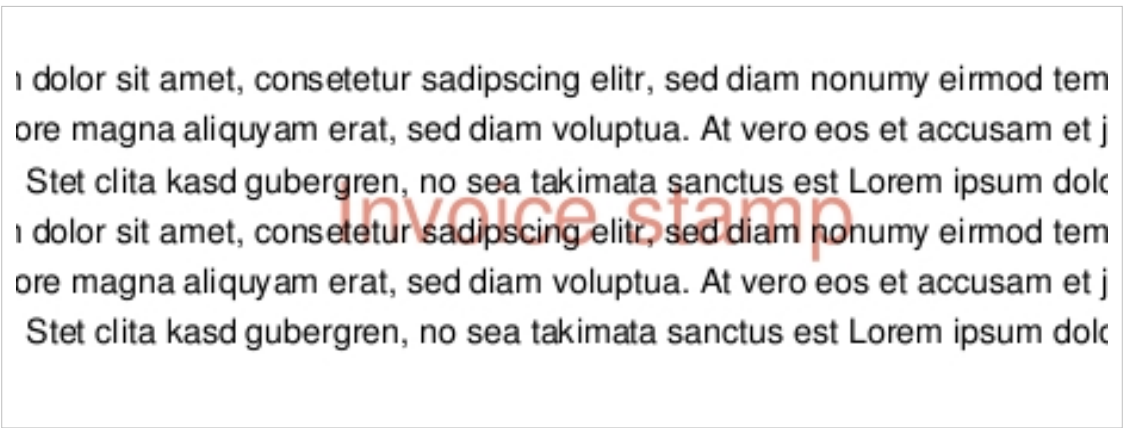 dolor sit amet, consetetur sadipscing elitr, sed diam nonumy eirmod tem
ore magna aliquyam erat, sed diam voluptua. At vero eos et accusam et j
Stet clita kasd gubergren, no sea takimata sanctus est Lorem ipsum dolo
Invoice stamp
dolor sit amet, consetetur sadipscing elitr, sed diam nonumy eirmod tem
ore magna aliquyam erat, sed diam voluptua. At vero eos et accusam et j
Stet clita kasd gubergren, no sea takimata sanctus est Lorem ipsum dolo